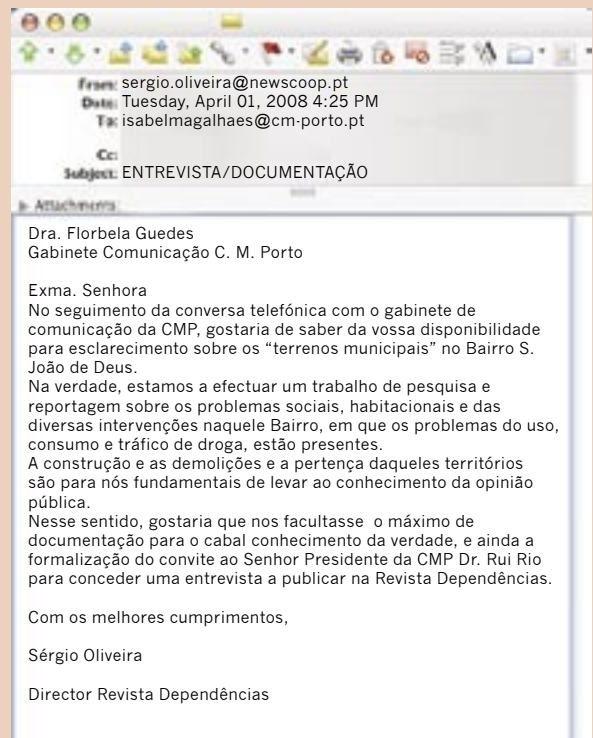 From: sergio.oliveira@newscoop.pt
Date: Tuesday, April 01, 2008 4:25 PM
To: isabelmagalhaes@cm-porto.pt
Cc:
Subject: ENTREVISTA/DOCUMENTAÇÃO
Attachments:
Dra. Florbela Guedes
Gabinete Comunicação C. M. Porto
Exma. Senhora
No seguimento da conversa telefónica com o gabinete de
comunicação da CMP, gostaria de saber da vossa disponibilidade
para esclarecimento sobre os “terrenos municipais” no Bairro S.
João de Deus.
Na verdade, estamos a efectuar um trabalho de pesquisa e
reportagem sobre os problemas sociais, habitacionais e das
diversas intervenções naquele Bairro, em que os problemas do uso,
consumo e tráfico de droga, estão presentes.
A construção e as demolições e a pertença daqueles territórios
são para nós fundamentais de levar ao conhecimento da opinião
pública.
Nesse sentido, gostaria que nos facultasse  o máximo de
documentação para o cabal conhecimento da verdade, e ainda a
formalização do convite ao Senhor Presidente da CMP Dr. Rui Rio
para conceder uma entrevista a publicar na Revista Dependências.
Com os melhores cumprimentos,
Sérgio Oliveira
Director Revista Dependências